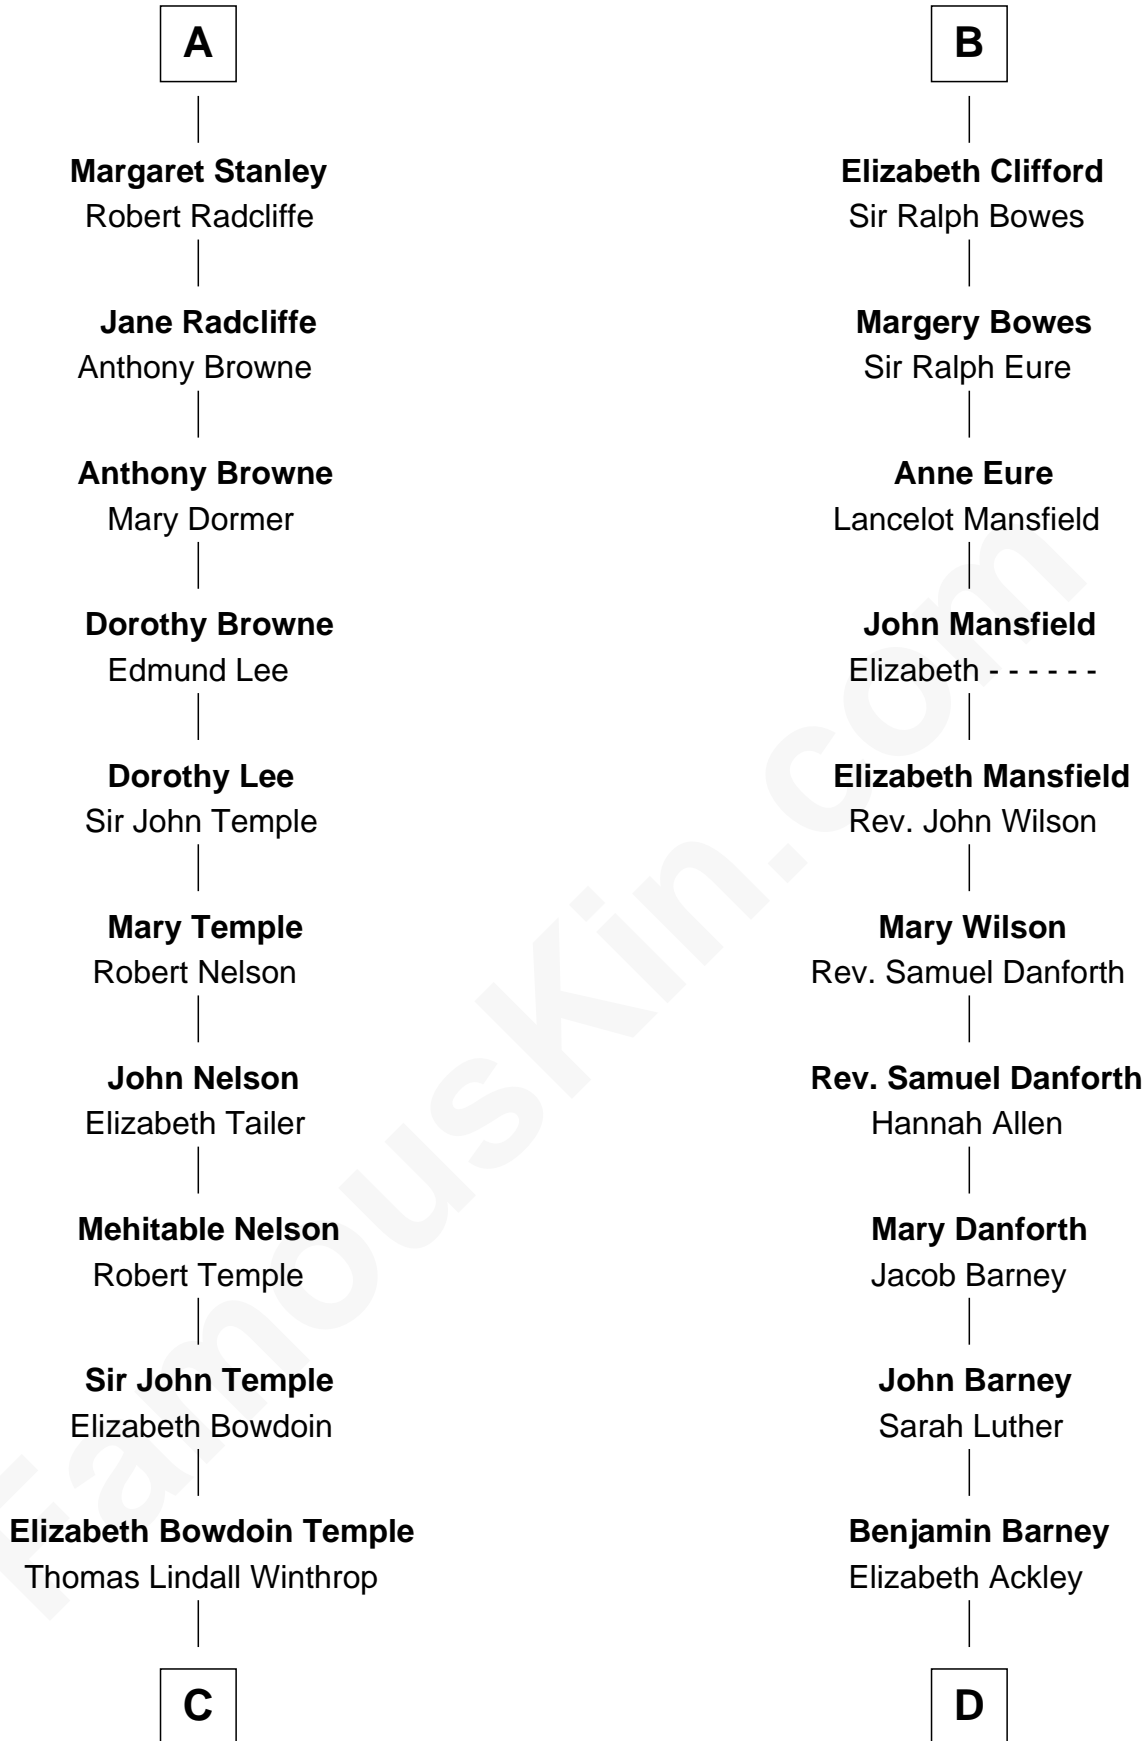 A
Margaret Stanley
Robert Radcliffe
Jane Radcliffe
Anthony Browne
Anthony Browne
Mary Dormer
Dorothy Browne
Edmund Lee
Dorothy Lee
Sir John Temple
Mary Temple
Robert Nelson
John Nelson
Elizabeth Tailer
Mehitable Nelson
Robert Temple
Sir John Temple
Elizabeth Bowdoin
Elizabeth Bowdoin Temple
Thomas Lindall Winthrop
C
B
Elizabeth Clifford
Sir Ralph Bowes
Margery Bowes
Sir Ralph Eure
Anne Eure
Lancelot Mansfield
John Mansfield
Elizabeth - - - - - -
Elizabeth Mansfield
Rev. John Wilson
Mary Wilson
Rev. Samuel Danforth
Rev. Samuel Danforth
Hannah Allen
Mary Danforth
Jacob Barney
John Barney
Sarah Luther
Benjamin Barney
Elizabeth Ackley
D
FamousKin.com